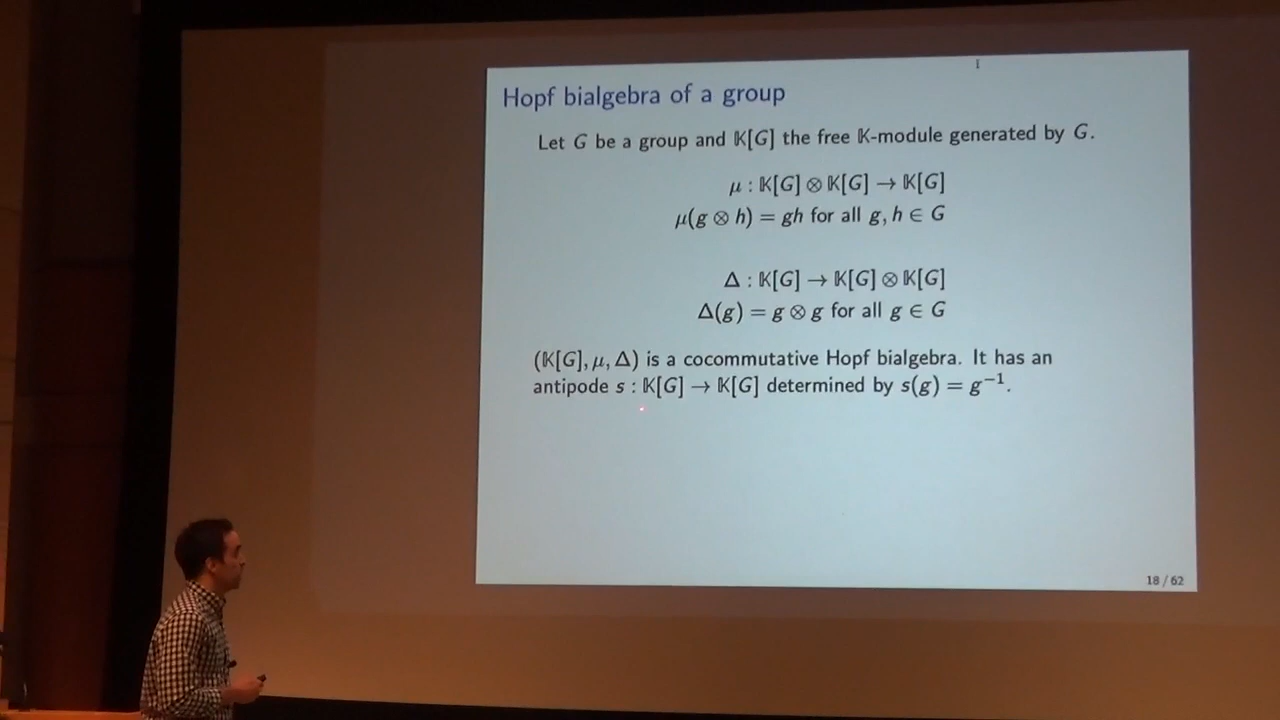 Hopf bialgebra of a group
Let G be a group and 𝕂[G] the free 𝕂-module generated by G.
μ : 𝕂[G] ⊗ 𝕂[G] → 𝕂[G]
μ(g ⊗ h) = gh for all g, h ∈ G
Δ : 𝕂[G] → 𝕂[G] ⊗ 𝕂[G]
Δ(g) = g ⊗ g for all g ∈ G
(𝕂[G], μ, Δ) is a cocommutative Hopf bialgebra. It has an
antipode s : 𝕂[G] → 𝕂[G] determined by s(g) = g⁻¹.
18 / 62